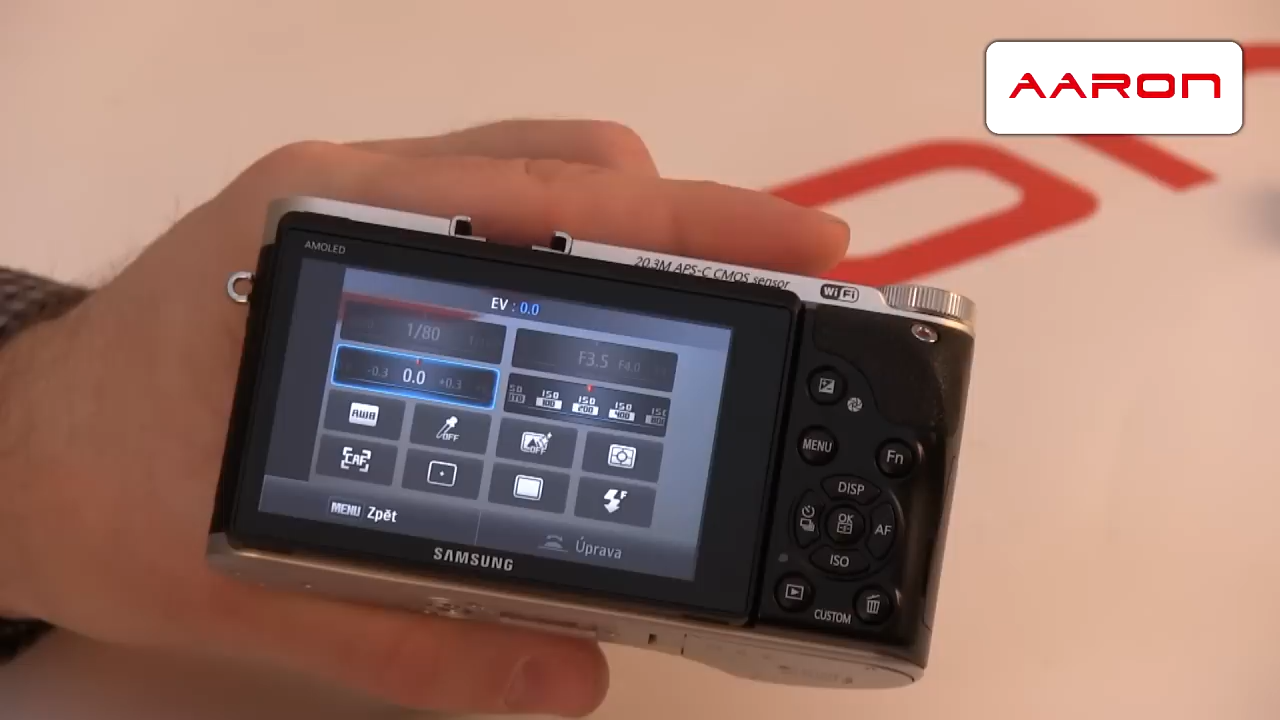 AARON
AMOLED
20.3M APS-C CMOS sensor
WiFi
EV : 0.0
1/80
F3.5 F4.0
-0.3 0.0 +0.3
ISO 100 ISO 200 ISO 400
AWB
OFF
OFF
CAF
F
MENU Zpět
Úprava
SAMSUNG
MENU
Fn
DISP
OK
AF
ISO
CUSTOM